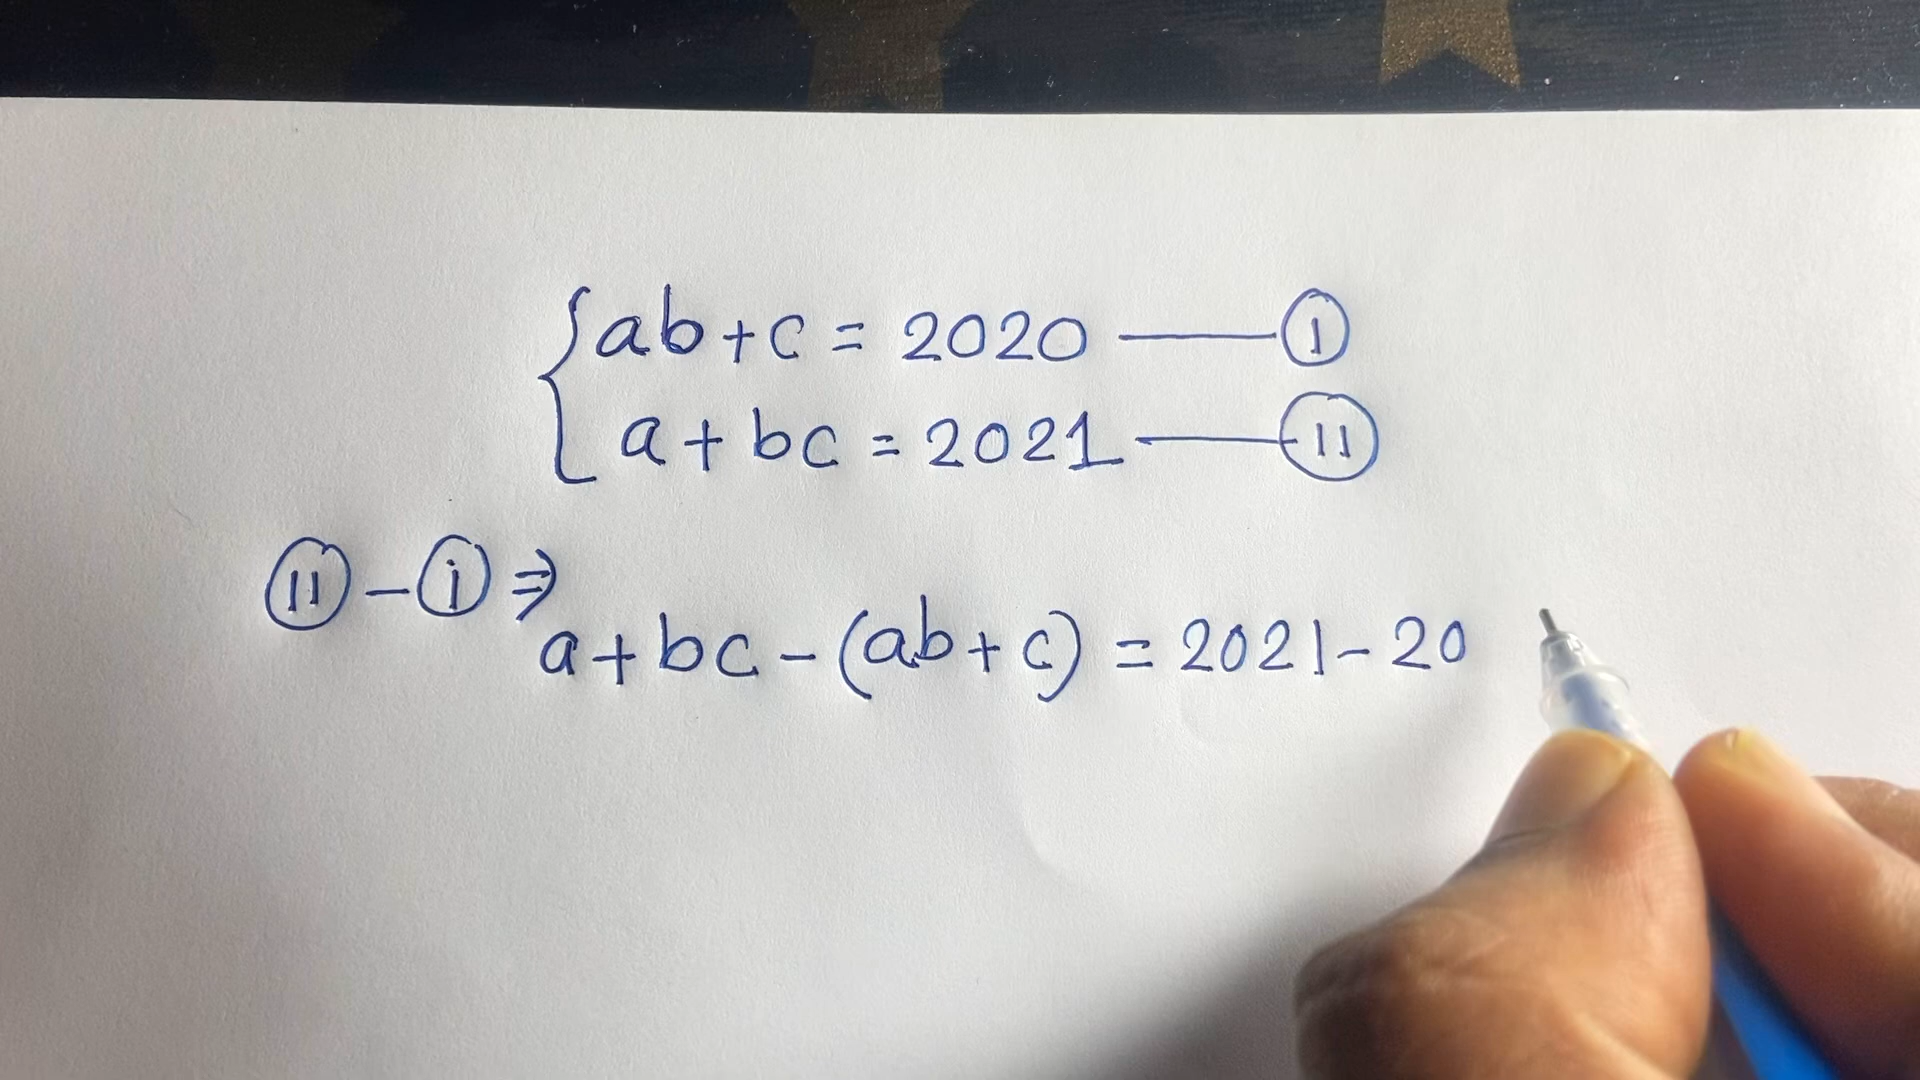 ab+c = 2020 —— (I)
a+bc = 2021 —— (II)
(II) – (I) ⇒
a+bc – (ab+c) = 2021 – 20